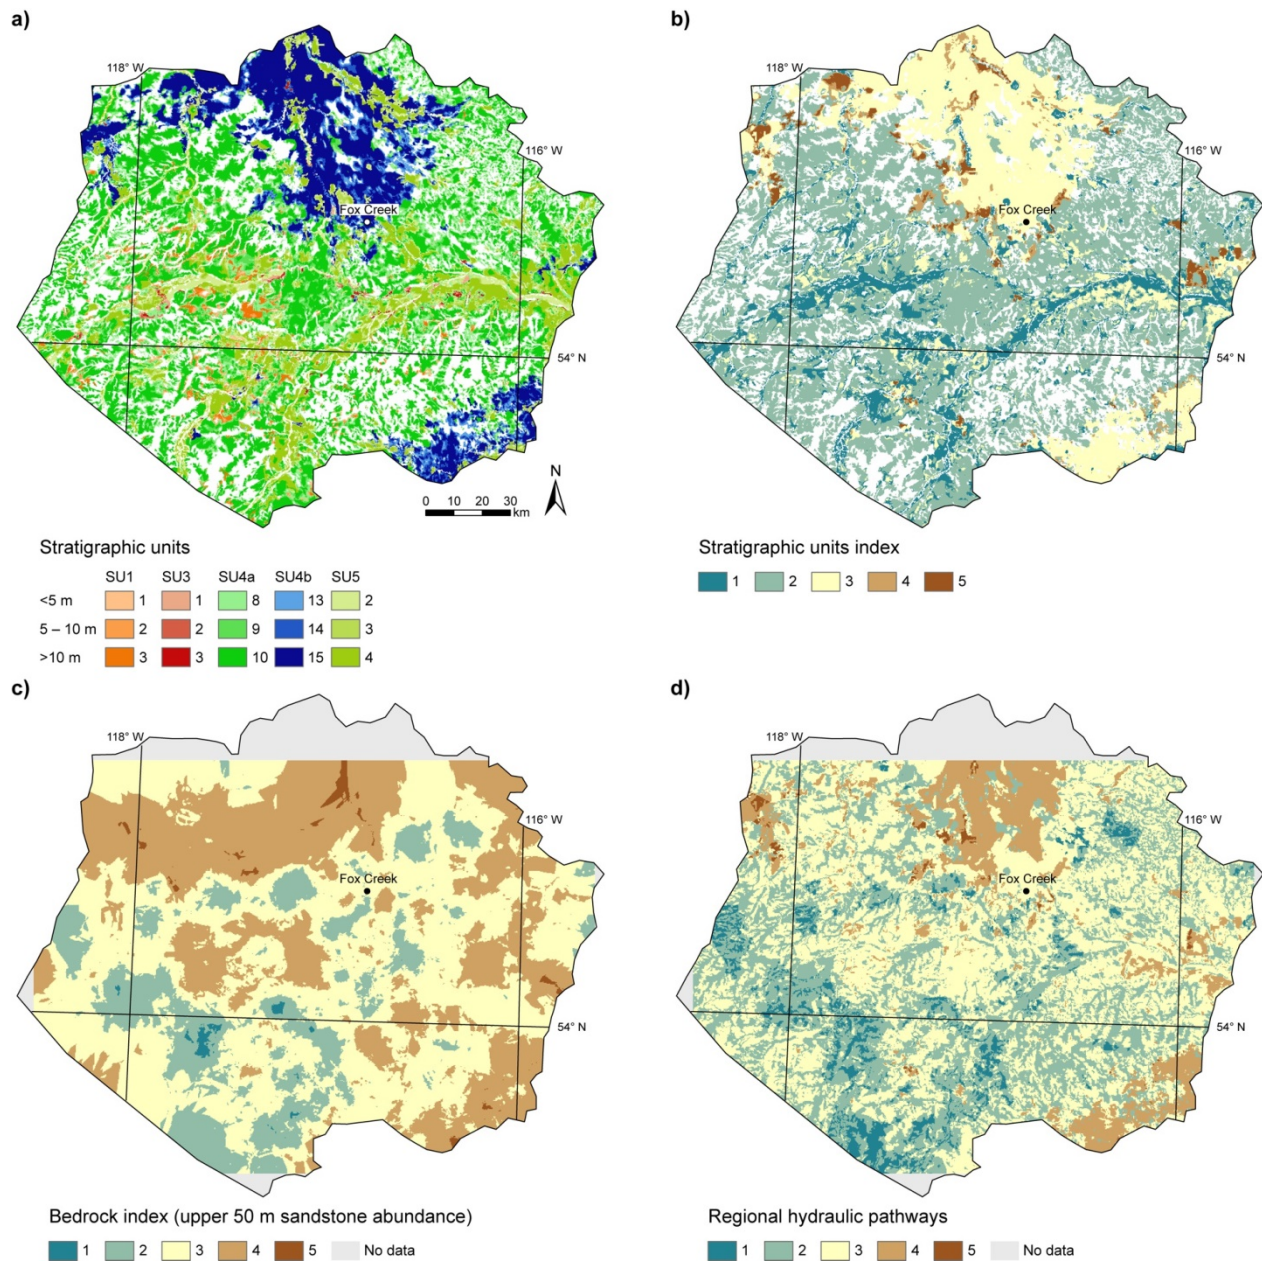 a)
118° W
116° W
Fox Creek
54° N
N
0 10 20 30
km
Stratigraphic units
SU1 SU3 SU4a SU4b SU5
<5 m 1 1 8 13 2
5 – 10 m 2 2 9 14 3
>10 m 3 3 10 15 4
b)
118° W
116° W
Fox Creek
54° N
Stratigraphic units index
1 2 3 4 5
c)
118° W
116° W
Fox Creek
54° N
Bedrock index (upper 50 m sandstone abundance)
1 2 3 4 5 No data
d)
118° W
116° W
Fox Creek
54° N
Regional hydraulic pathways
1 2 3 4 5 No data